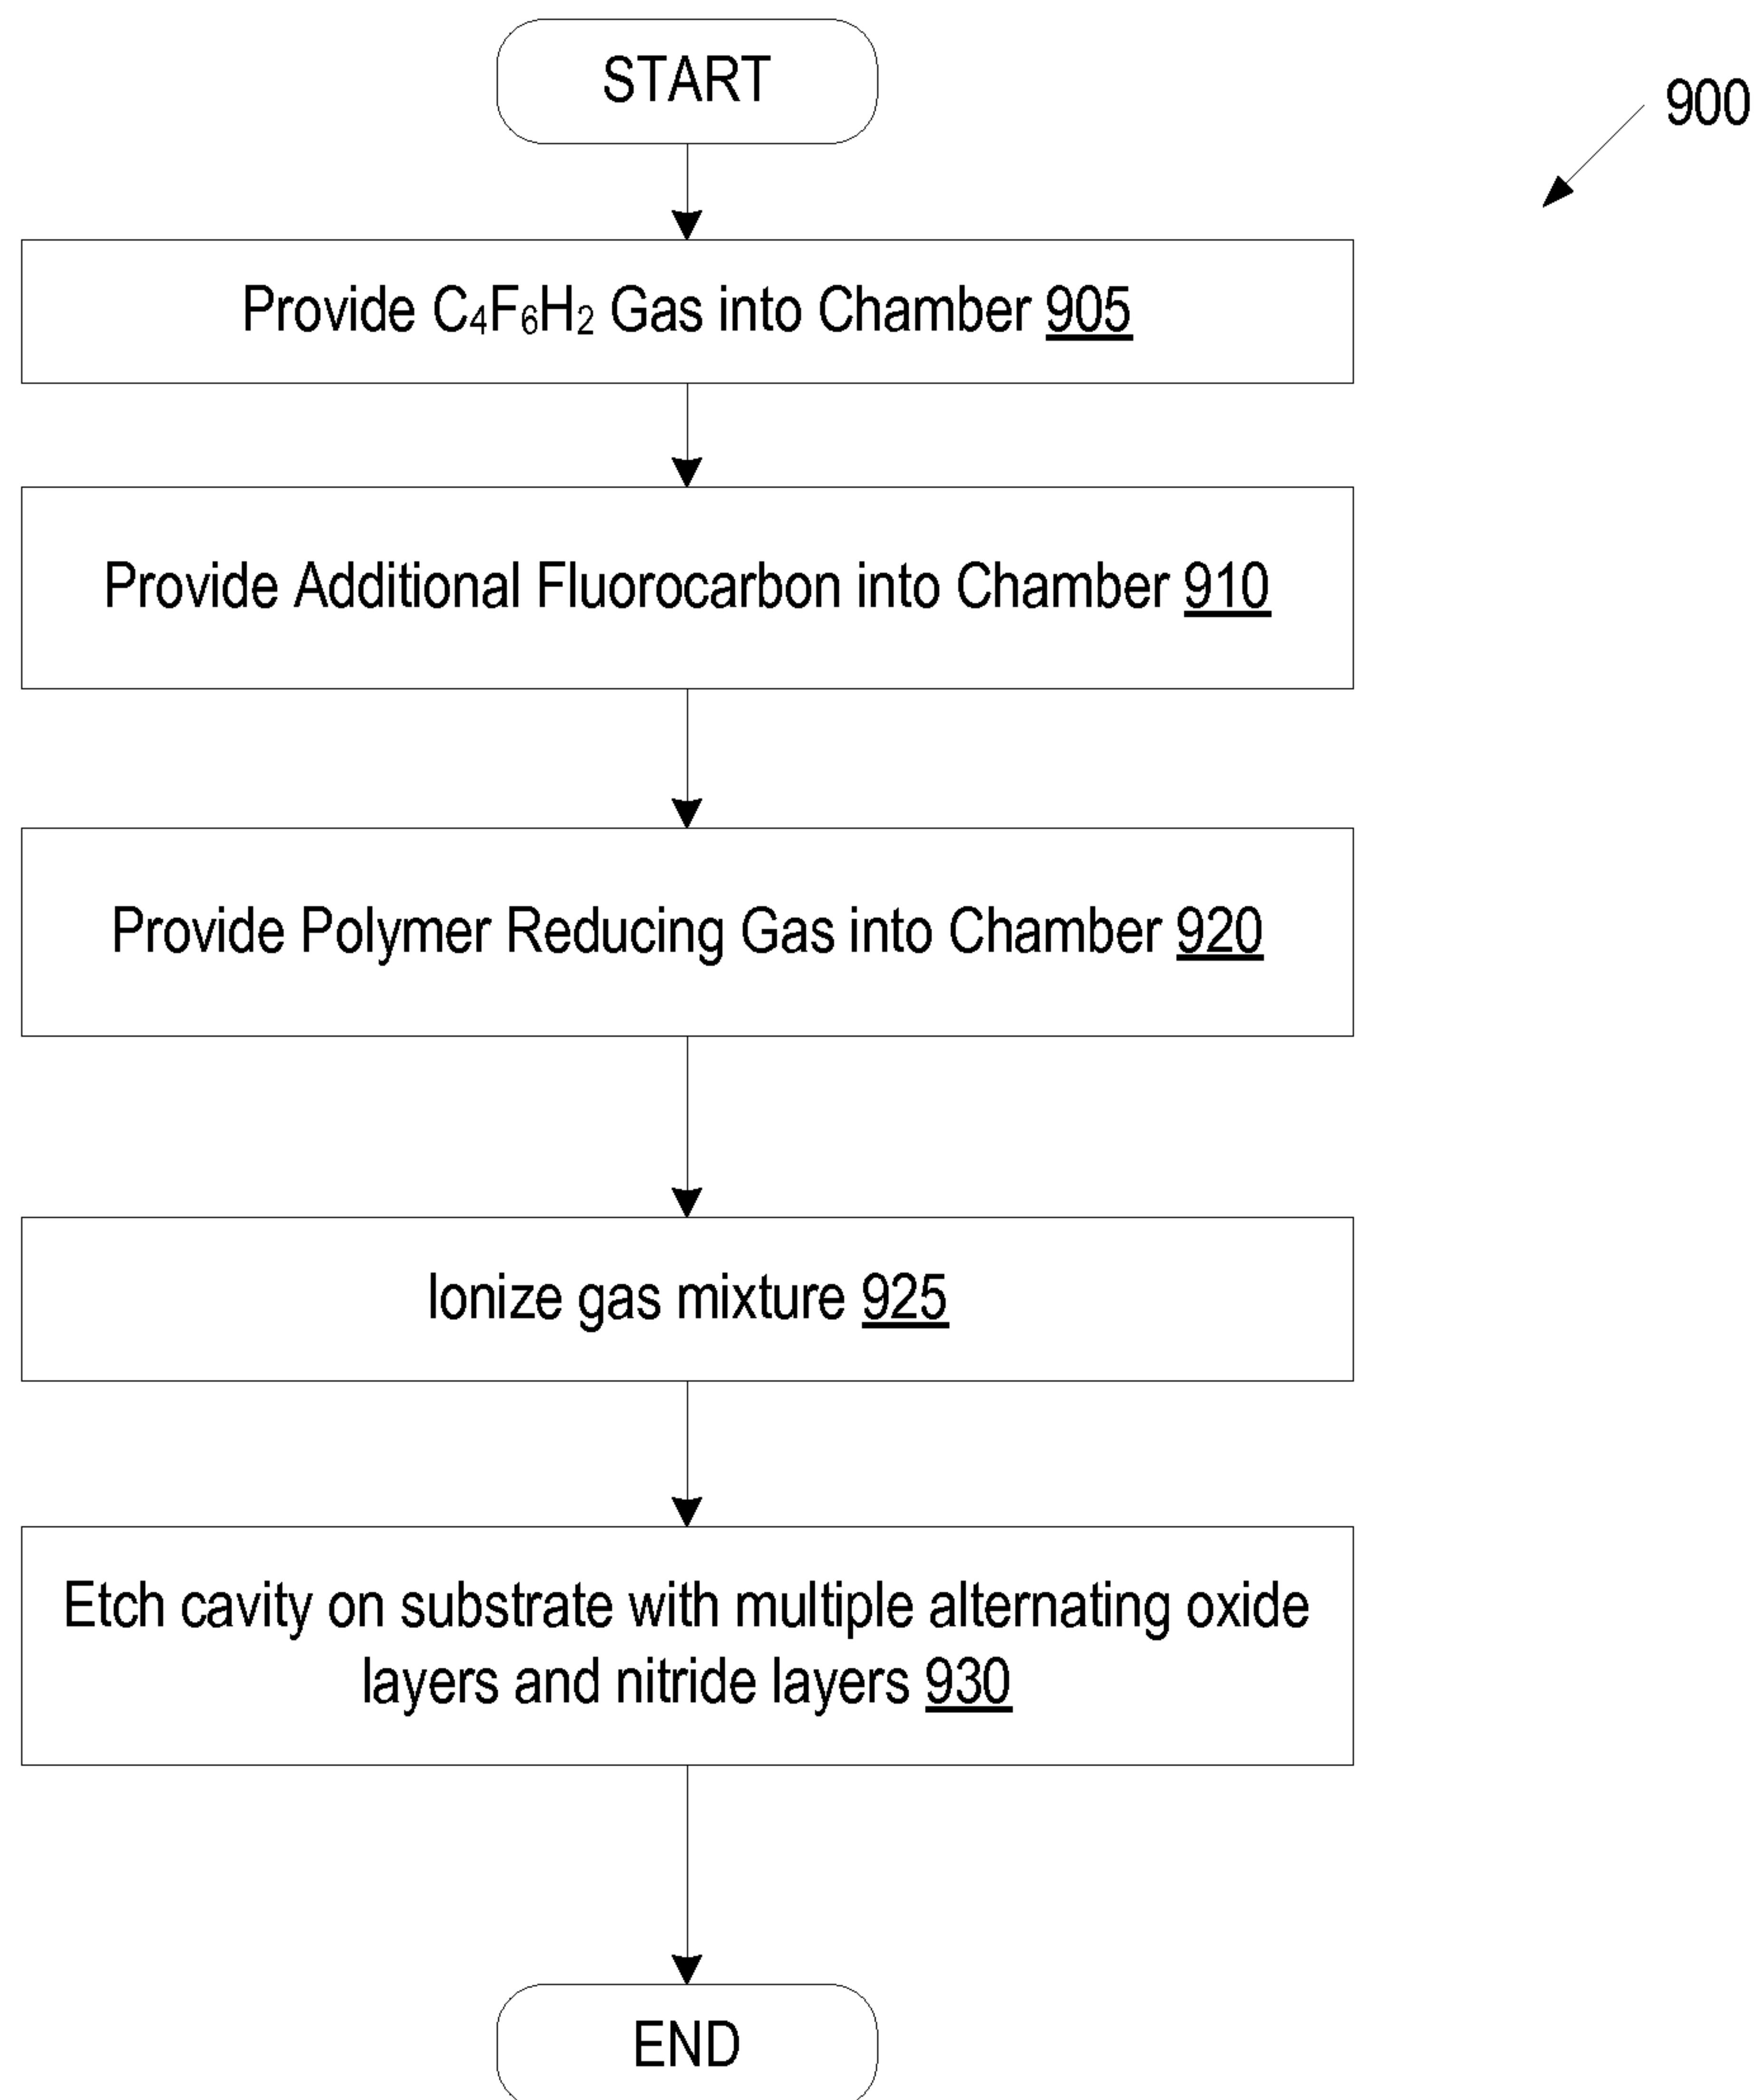 START
900
Provide C₄F₆H₂ Gas into Chamber 905
Provide Additional Fluorocarbon into Chamber 910
Provide Polymer Reducing Gas into Chamber 920
Ionize gas mixture 925
Etch cavity on substrate with multiple alternating oxide
layers and nitride layers 930
END